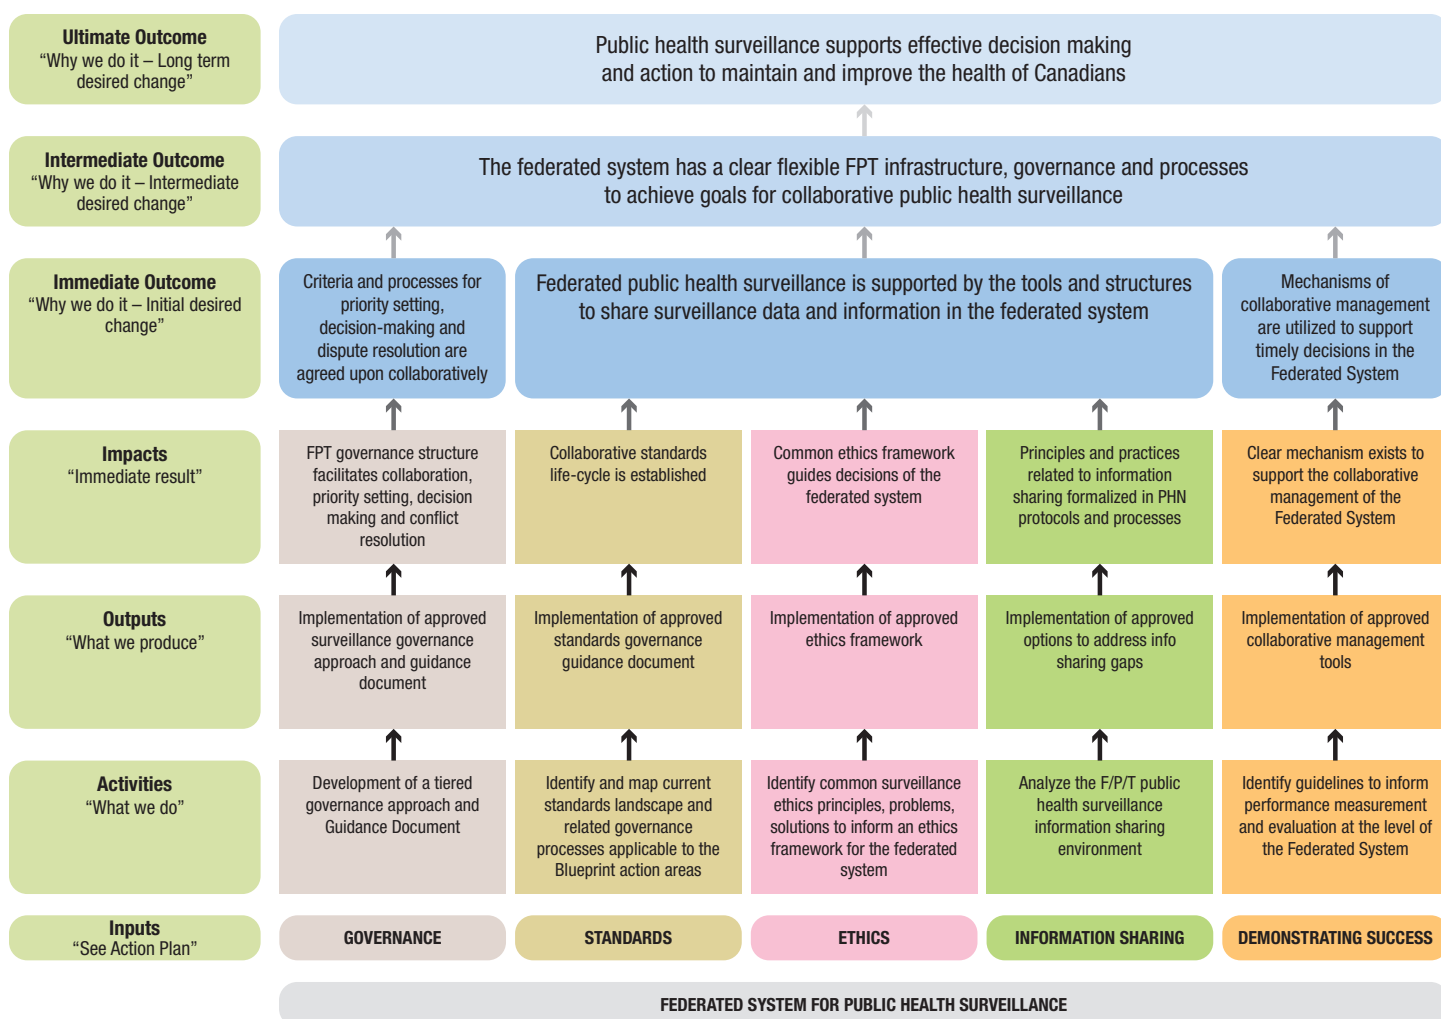 Ultimate Outcome
“Why we do it – Long term
desired change”
Public health surveillance supports effective decision making
and action to maintain and improve the health of Canadians
Intermediate Outcome
“Why we do it – Intermediate
desired change”
The federated system has a clear flexible FPT infrastructure, governance and processes
to achieve goals for collaborative public health surveillance
Immediate Outcome
“Why we do it – Initial desired
change”
Criteria and processes for
priority setting,
decision-making and
dispute resolution are
agreed upon collaboratively
Federated public health surveillance is supported by the tools and structures
to share surveillance data and information in the federated system
Mechanisms of
collaborative management
are utilized to support
timely decisions in the
Federated System
Impacts
“Immediate result”
FPT governance structure
facilitates collaboration,
priority setting, decision
making and conflict
resolution
Collaborative standards
life-cycle is established
Common ethics framework
guides decisions of the
federated system
Principles and practices
related to information
sharing formalized in PHN
protocols and processes
Clear mechanism exists to
support the collaborative
management of the
Federated System
Outputs
“What we produce”
Implementation of approved
surveillance governance
approach and guidance
document
Implementation of approved
standards governance
guidance document
Implementation of approved
ethics framework
Implementation of approved
options to address info
sharing gaps
Implementation of approved
collaborative management
tools
Activities
“What we do”
Development of a tiered
governance approach and
Guidance Document
Identify and map current
standards landscape and
related governance
processes applicable to the
Blueprint action areas
Identify common surveillance
ethics principles, problems,
solutions to inform an ethics
framework for the federated
system
Analyze the F/P/T public
health surveillance
information sharing
environment
Identify guidelines to inform
performance measurement
and evaluation at the level of
the Federated System
Inputs
“See Action Plan”
GOVERNANCE
STANDARDS
ETHICS
INFORMATION SHARING
DEMONSTRATING SUCCESS
FEDERATED SYSTEM FOR PUBLIC HEALTH SURVEILLANCE